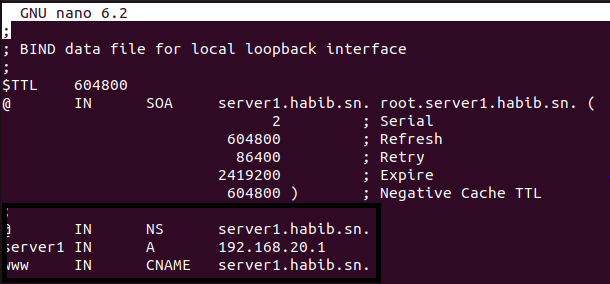 GNU nano 6.2
;
; BIND data file for local loopback interface
;
$TTL 604800
@ IN SOA server1.habib.sn. root.server1.habib.sn. (
2 ; Serial
604800 ; Refresh
86400 ; Retry
2419200 ; Expire
604800 ) ; Negative Cache TTL
;
@ IN NS server1.habib.sn.
server1 IN A 192.168.20.1
www IN CNAME server1.habib.sn.